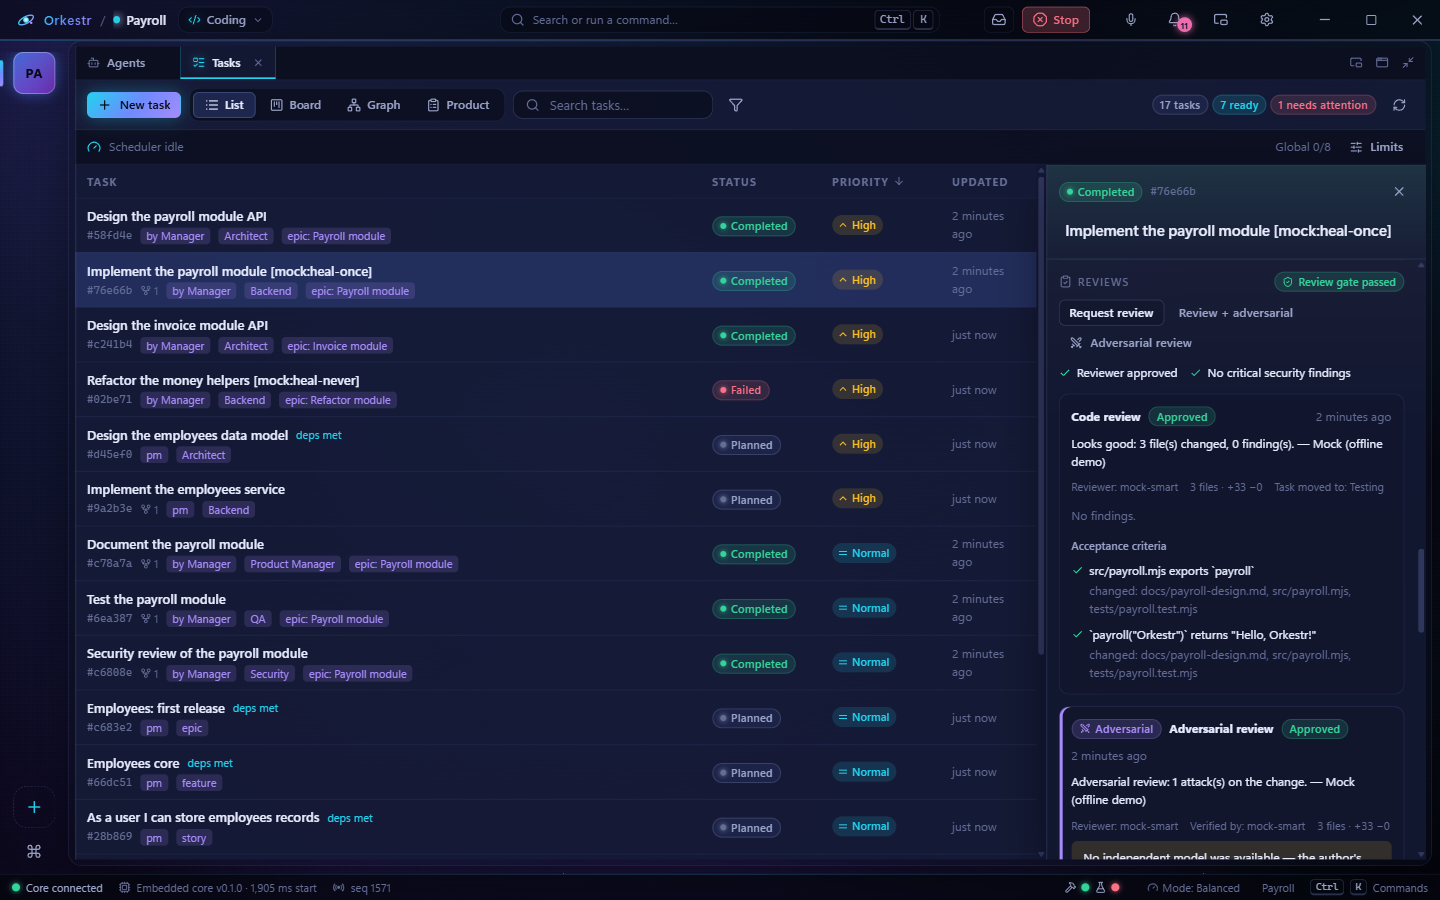 Orkestr / Payroll Coding Search or run a command... Ctrl K Stop 11
PA
Agents Tasks
New task List Board Graph Product Search tasks... 17 tasks 7 ready 1 needs attention
Scheduler idle Global 0/8 Limits
TASK STATUS PRIORITY UPDATED
Design the payroll module API
#58fd4e by Manager Architect epic: Payroll module Completed High 2 minutes ago
Implement the payroll module [mock:heal-once]
#76e66b 1 by Manager Backend epic: Payroll module Completed High 2 minutes ago
Design the invoice module API
#c241b4 by Manager Architect epic: Invoice module Completed High just now
Refactor the money helpers [mock:heal-never]
#02be71 by Manager Backend epic: Refactor module Failed High just now
Design the employees data model deps met
#d45ef0 pm Architect Planned High just now
Implement the employees service
#9a2b3e 1 pm Backend Planned High just now
Document the payroll module
#c78a7a 1 by Manager Product Manager epic: Payroll module Completed Normal 2 minutes ago
Test the payroll module
#6ea387 1 by Manager QA epic: Payroll module Completed Normal 2 minutes ago
Security review of the payroll module
#c6808e 1 by Manager Security epic: Payroll module Completed Normal 2 minutes ago
Employees: first release deps met
#c683e2 pm epic Planned Normal just now
Employees core deps met
#66dc51 pm feature Planned Normal just now
As a user I can store employees records deps met
#28b869 pm story Planned Normal just now
Completed #76e66b
Implement the payroll module [mock:heal-once]
REVIEWS Review gate passed
Request review Review + adversarial
Adversarial review
Reviewer approved No critical security findings
Code review Approved 2 minutes ago
Looks good: 3 file(s) changed, 0 finding(s). — Mock (offline
demo)
Reviewer: mock-smart 3 files · +33 −0 Task moved to: Testing
No findings.
Acceptance criteria
src/payroll.mjs exports `payroll`
changed: docs/payroll-design.md, src/payroll.mjs,
tests/payroll.test.mjs
`payroll("Orkestr")` returns "Hello, Orkestr!"
changed: docs/payroll-design.md, src/payroll.mjs,
tests/payroll.test.mjs
Adversarial Adversarial review Approved
2 minutes ago
Adversarial review: 1 attack(s) on the change. — Mock
(offline demo)
Reviewer: mock-smart Verified by: mock-smart 3 files · +33 −0
No independent model was available — the author's
Core connected Embedded core v0.1.0 · 1,905 ms start seq 1571 Mode: Balanced Payroll Ctrl K Commands